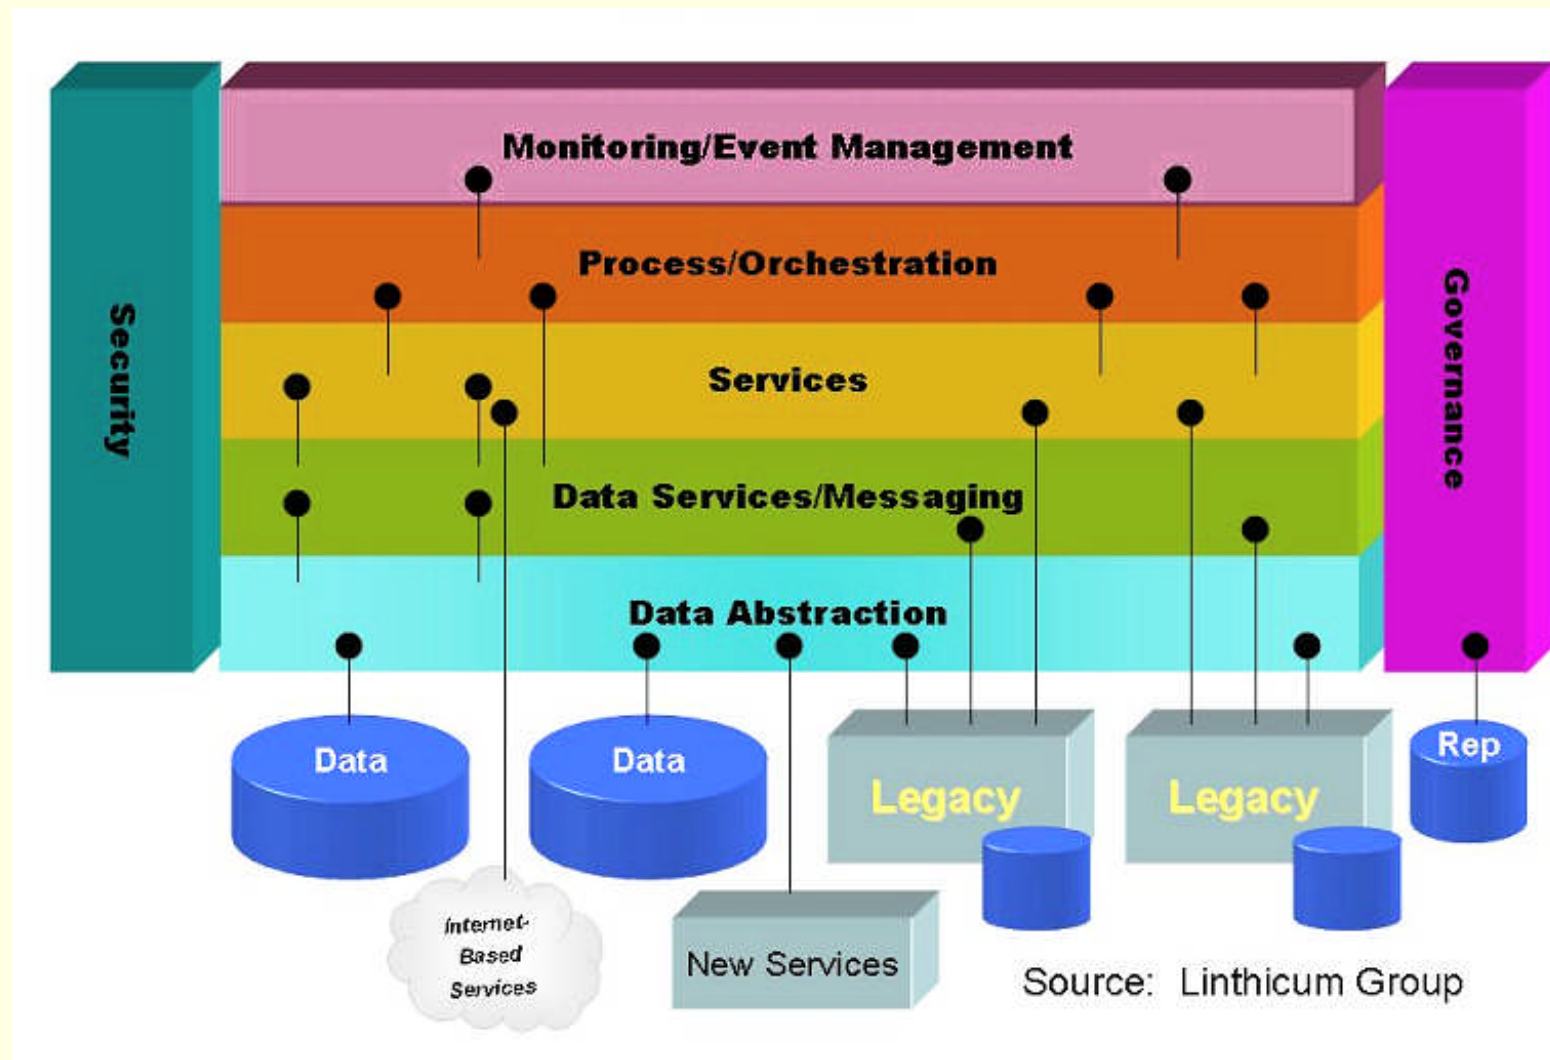 Monitoring/Event Management
Process/Orchestration
Services
Data Services/Messaging
Data Abstraction
Security
Governance
Data
Data
Legacy
Legacy
Rep
Internet-
Based
Services
New Services
Source: Linthicum Group